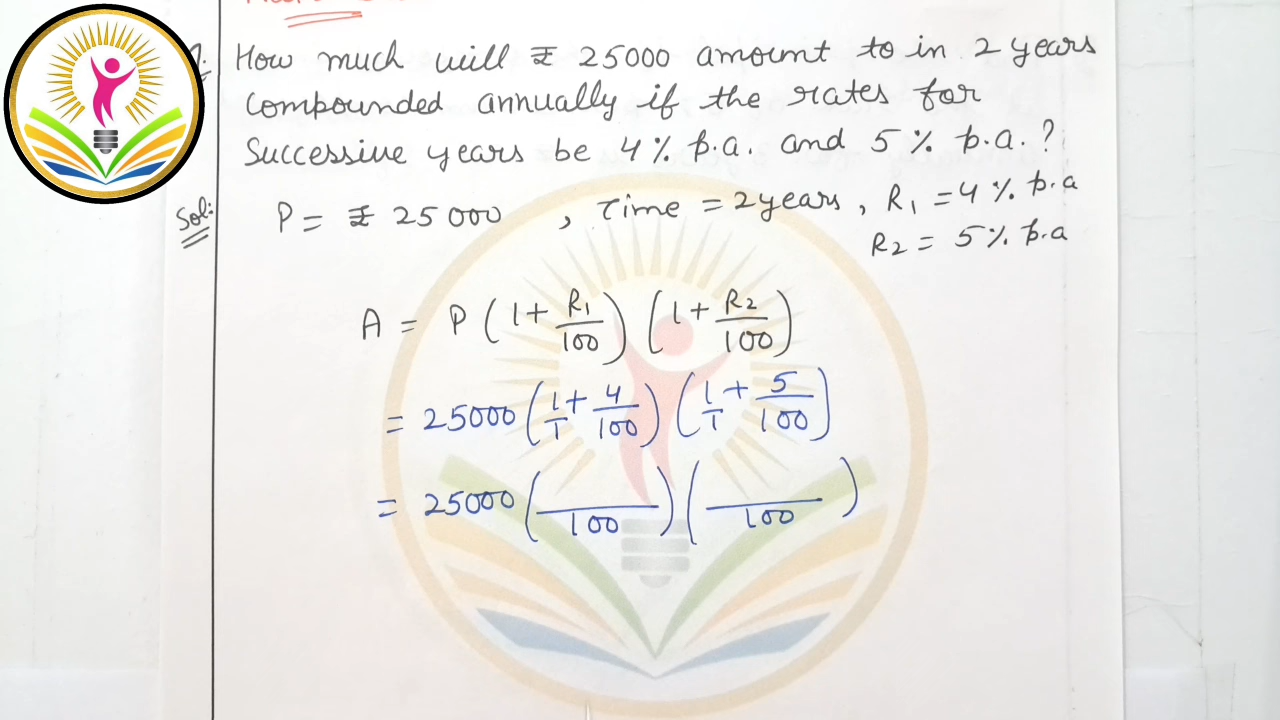 How much will ₹ 25000 amount to in 2 years
compounded annually if the rates for
Successive years be 4% p.a. and 5% p.a.?
Sol:
P = ₹ 25000 , Time = 2 years, R₁ = 4% p.a
R₂ = 5% p.a
A = P (1 + R₁/100) (1 + R₂/100)
= 25000 (1/1 + 4/100) (1/1 + 5/100)
= 25000 ( /100) ( /100)